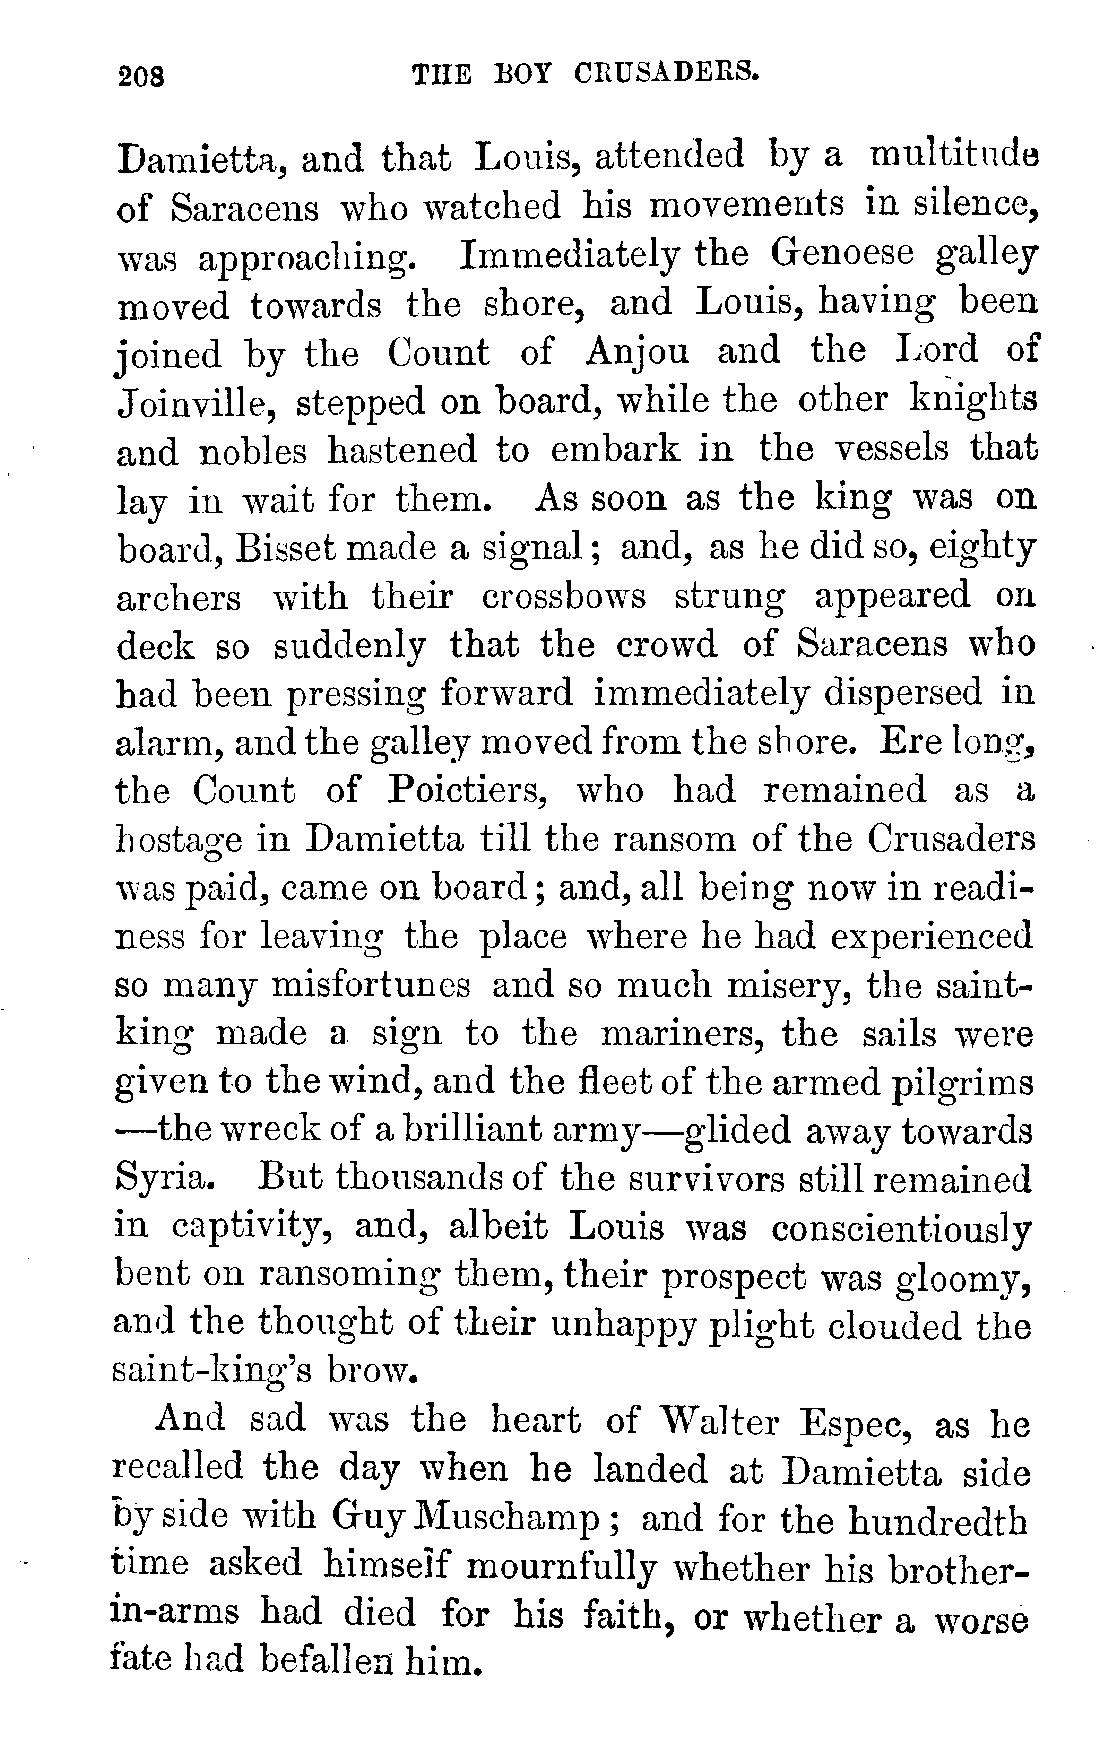 208 THE BOY CRUSADERS.
Damietta, and that Louis, attended by a multitude
of Saracens who watched his movements in silence,
was approaching. Immediately the Genoese galley
moved towards the shore, and Louis, having been
joined by the Count of Anjou and the Lord of
Joinville, stepped on board, while the other knights
and nobles hastened to embark in the vessels that
lay in wait for them. As soon as the king was on
board, Bisset made a signal; and, as he did so, eighty
archers with their crossbows strung appeared on
deck so suddenly that the crowd of Saracens who
had been pressing forward immediately dispersed in
alarm, and the galley moved from the shore. Ere long,
the Count of Poictiers, who had remained as a
hostage in Damietta till the ransom of the Crusaders
was paid, came on board; and, all being now in readi-
ness for leaving the place where he had experienced
so many misfortunes and so much misery, the saint-
king made a sign to the mariners, the sails were
given to the wind, and the fleet of the armed pilgrims
—the wreck of a brilliant army—glided away towards
Syria. But thousands of the survivors still remained
in captivity, and, albeit Louis was conscientiously
bent on ransoming them, their prospect was gloomy,
and the thought of their unhappy plight clouded the
saint-king's brow.
And sad was the heart of Walter Espec, as he
recalled the day when he landed at Damietta side
by side with Guy Muschamp; and for the hundredth
time asked himself mournfully whether his brother-
in-arms had died for his faith, or whether a worse
fate had befallen him.